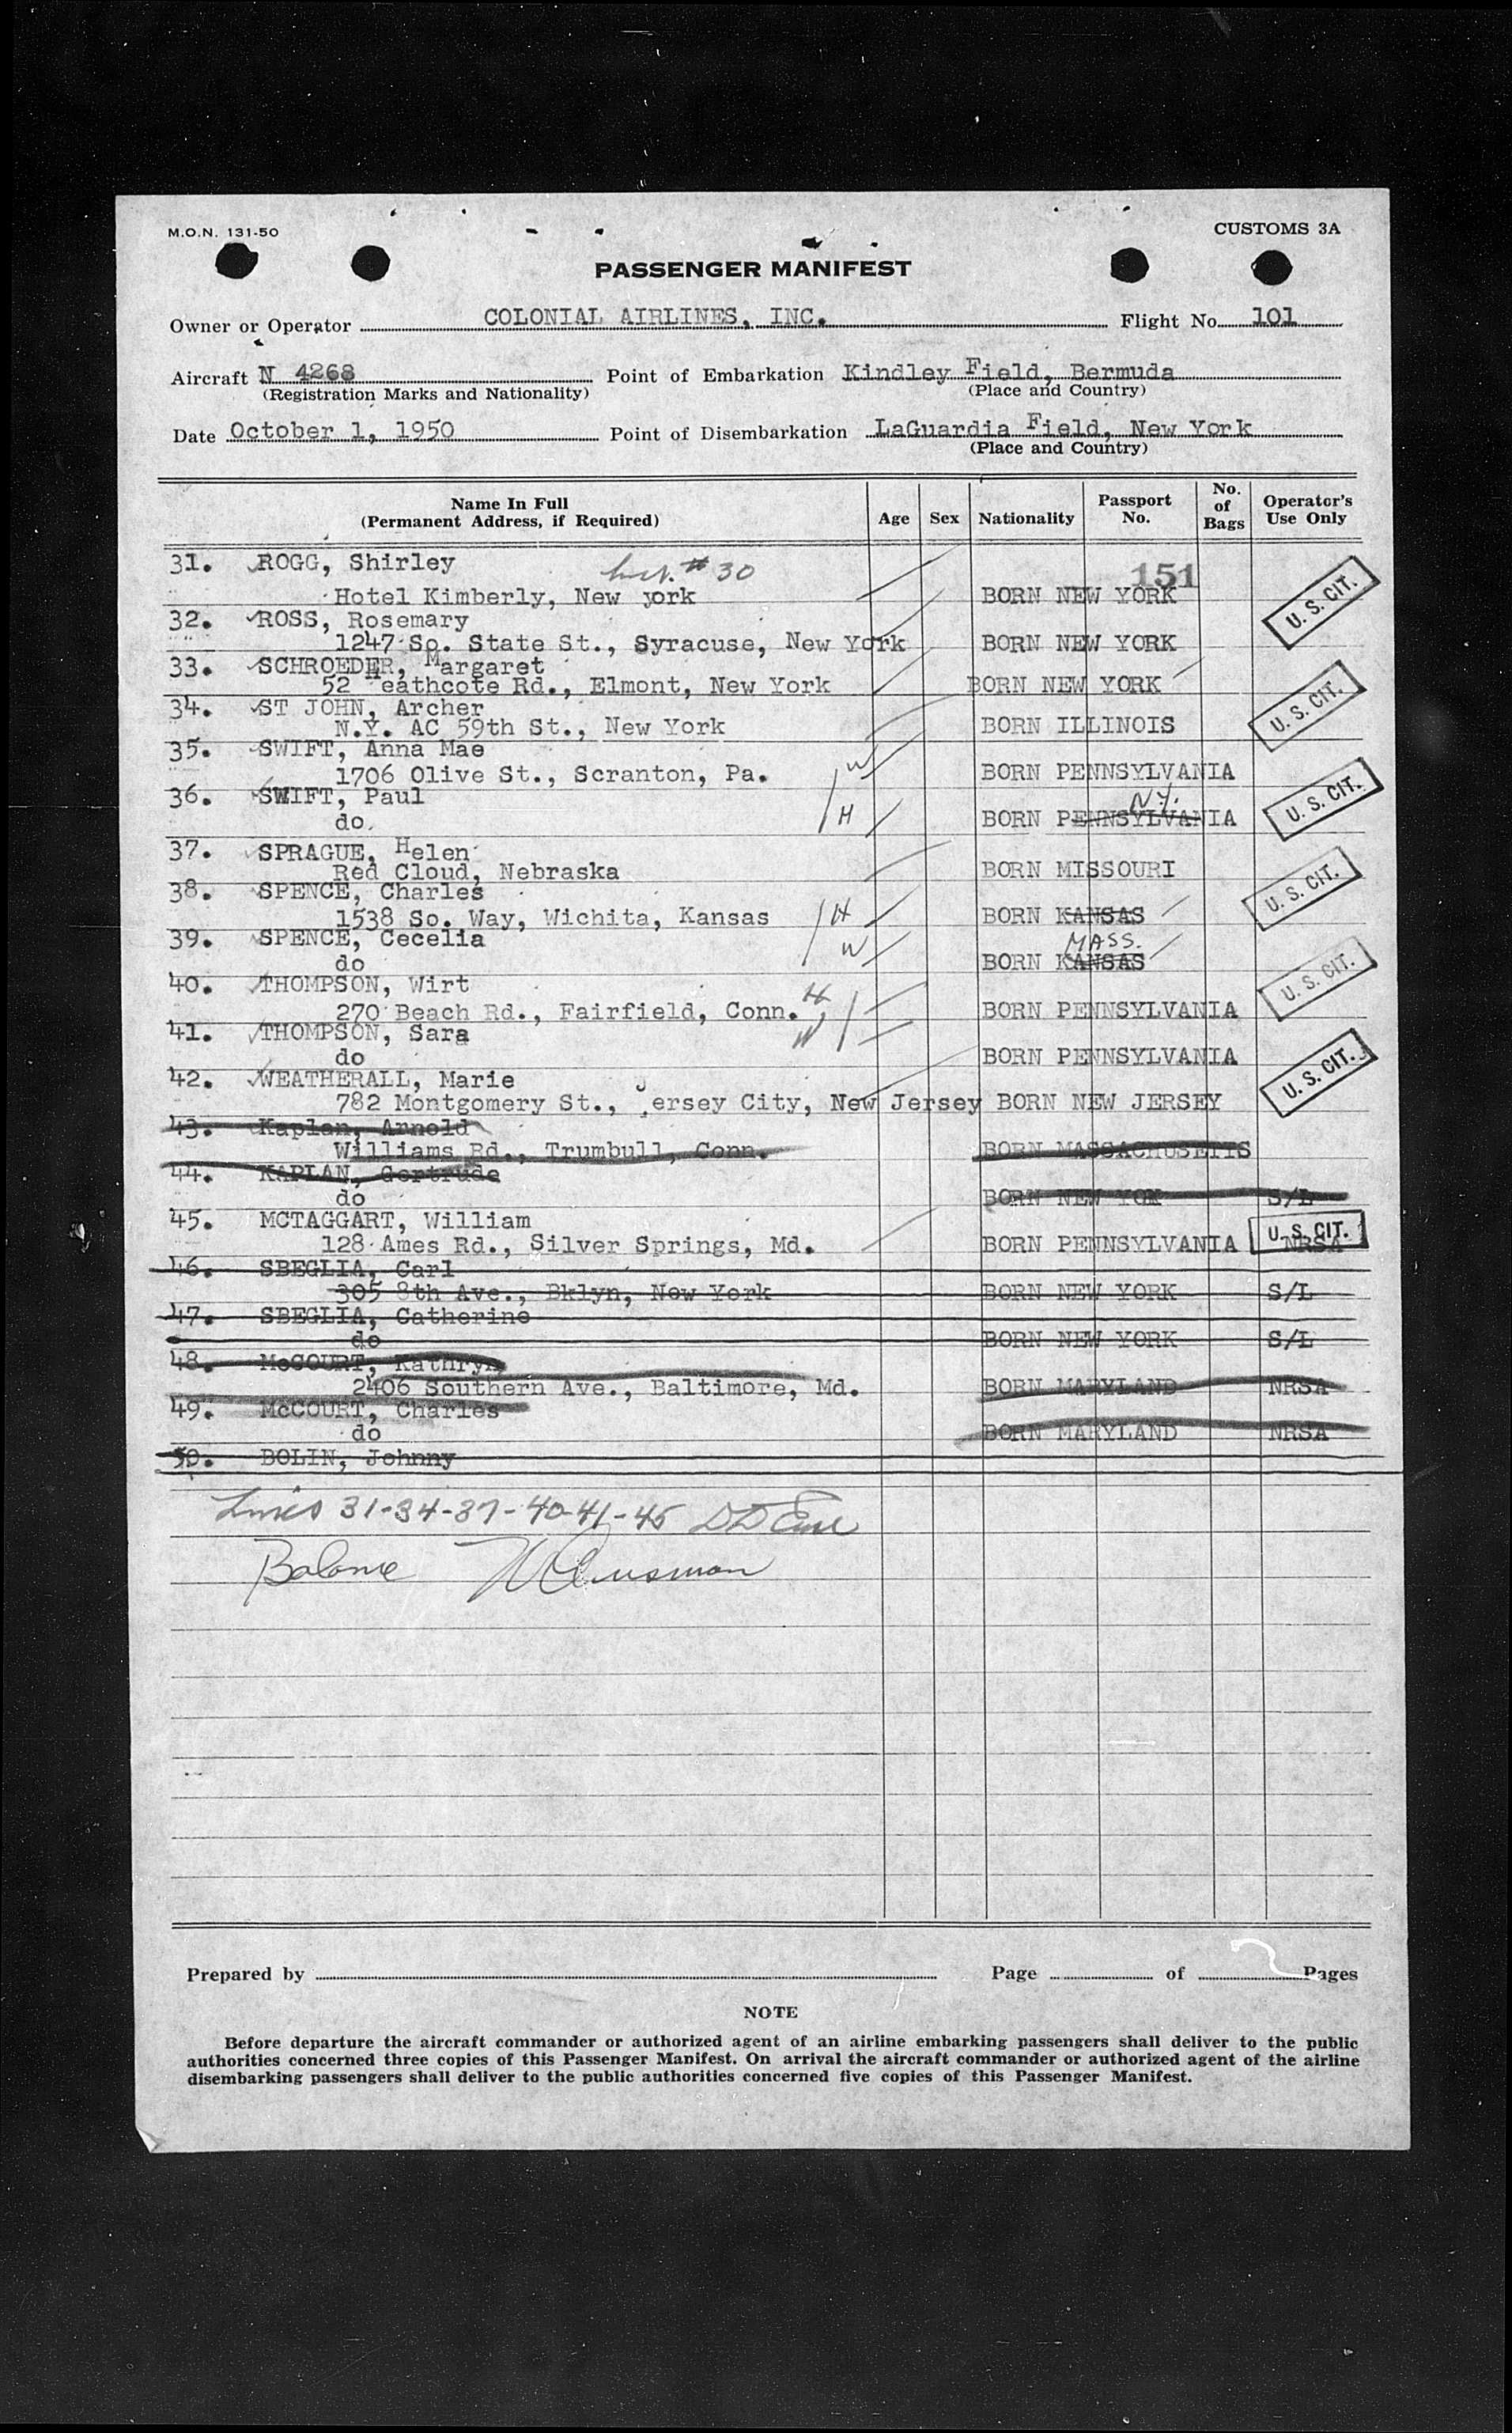 M.O.N. 131-50
CUSTOMS 3A
PASSENGER MANIFEST
Owner or Operator COLONIAL AIRLINES, INC. Flight No. 101
Aircraft N 4268 Point of Embarkation Kindley Field, Bermuda
(Registration Marks and Nationality) (Place and Country)
Date October 1, 1950 Point of Disembarkation LaGuardia Field, New York
(Place and Country)
Name In Full (Permanent Address, if Required) Age Sex Nationality Passport No. No. of Bags Operator's Use Only
31. ROGG, Shirley # 30 151
Hotel Kimberly, New york BORN NEW YORK U. S. CIT.
32. ROSS, Rosemary
1247 So. State St., Syracuse, New York BORN NEW YORK
33. SCHROEDER, Margaret
52 eathcote Rd., Elmont, New York BORN NEW YORK
34. ST JOHN, Archer U. S. CIT.
N.Y. AC 59th St., New York BORN ILLINOIS
35. SWIFT, Anna Mae
1706 Olive St., Scranton, Pa. W BORN PENNSYLVANIA
36. SWIFT, Paul N.Y. U. S. CIT.
do. H BORN PENNSYLVANIA
37. SPRAGUE, Helen
Red Cloud, Nebraska BORN MISSOURI U. S. CIT.
38. SPENCE, Charles
1538 So. Way, Wichita, Kansas H BORN KANSAS
39. SPENCE, Cecelia W MASS.
do BORN KANSAS
40. THOMPSON, Wirt H U. S. CIT.
270 Beach Rd., Fairfield, Conn. BORN PENNSYLVANIA
41. THOMPSON, Sara W
do BORN PENNSYLVANIA
42. WEATHERALL, Marie U. S. CIT.
782 Montgomery St., Jersey City, New Jersey BORN NEW JERSEY
43. Kaplan, Arnold
Williams Rd., Trumbull, Conn. BORN MASSACHUSETTS
44. KAPLAN, Gertrude
do BORN NEW YOK S/L
45. MCTAGGART, William U. S. CIT.
128 Ames Rd., Silver Springs, Md. BORN PENNSYLVANIA NRSA
46. SBEGLIA, Carl
305 8th Ave., Bklyn, New York BORN NEW YORK S/L
47. SBEGLIA, Catherine
do BORN NEW YORK S/L
48. McCOURT, Kathryn
2406 Southern Ave., Baltimore, Md. BORN MARYLAND NRSA
49. McCOURT, Charles
do BORN MARYLAND NRSA
50. BOLIN, Johnny
Lines 31-34-37-40-41-45
Balance
Prepared by Page of 2 Pages
NOTE
Before departure the aircraft commander or authorized agent of an airline embarking passengers shall deliver to the public
authorities concerned three copies of this Passenger Manifest. On arrival the aircraft commander or authorized agent of the airline
disembarking passengers shall deliver to the public authorities concerned five copies of this Passenger Manifest.